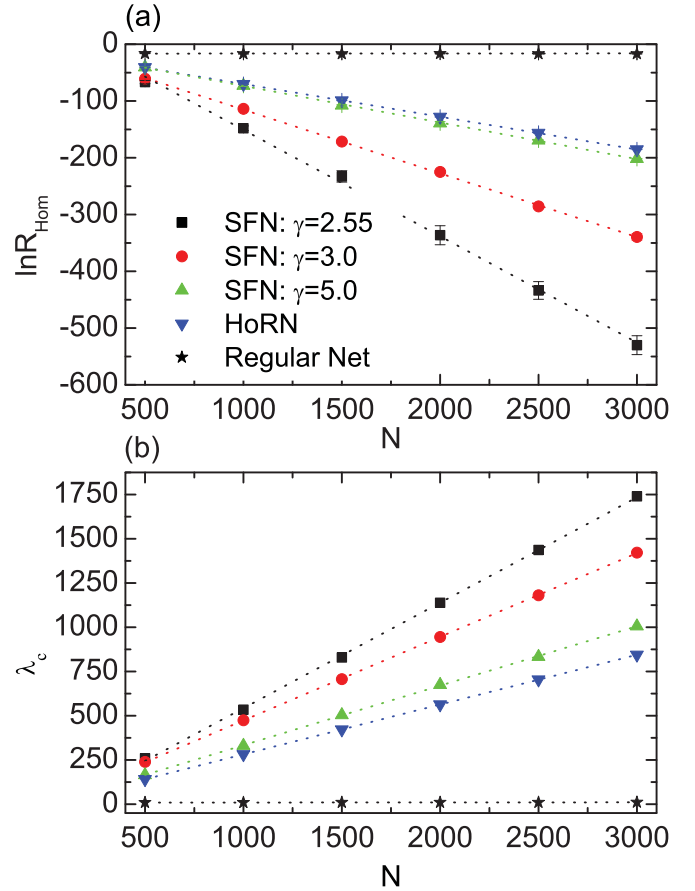 (a)
0
-100
-200
-300
-400
-500
-600
lnR_Hom
SFN: γ=2.55
SFN: γ=3.0
SFN: γ=5.0
HoRN
Regular Net
500 1000 1500 2000 2500 3000
N
(b)
1750
1500
1250
1000
750
500
250
0
λ_c
500 1000 1500 2000 2500 3000
N